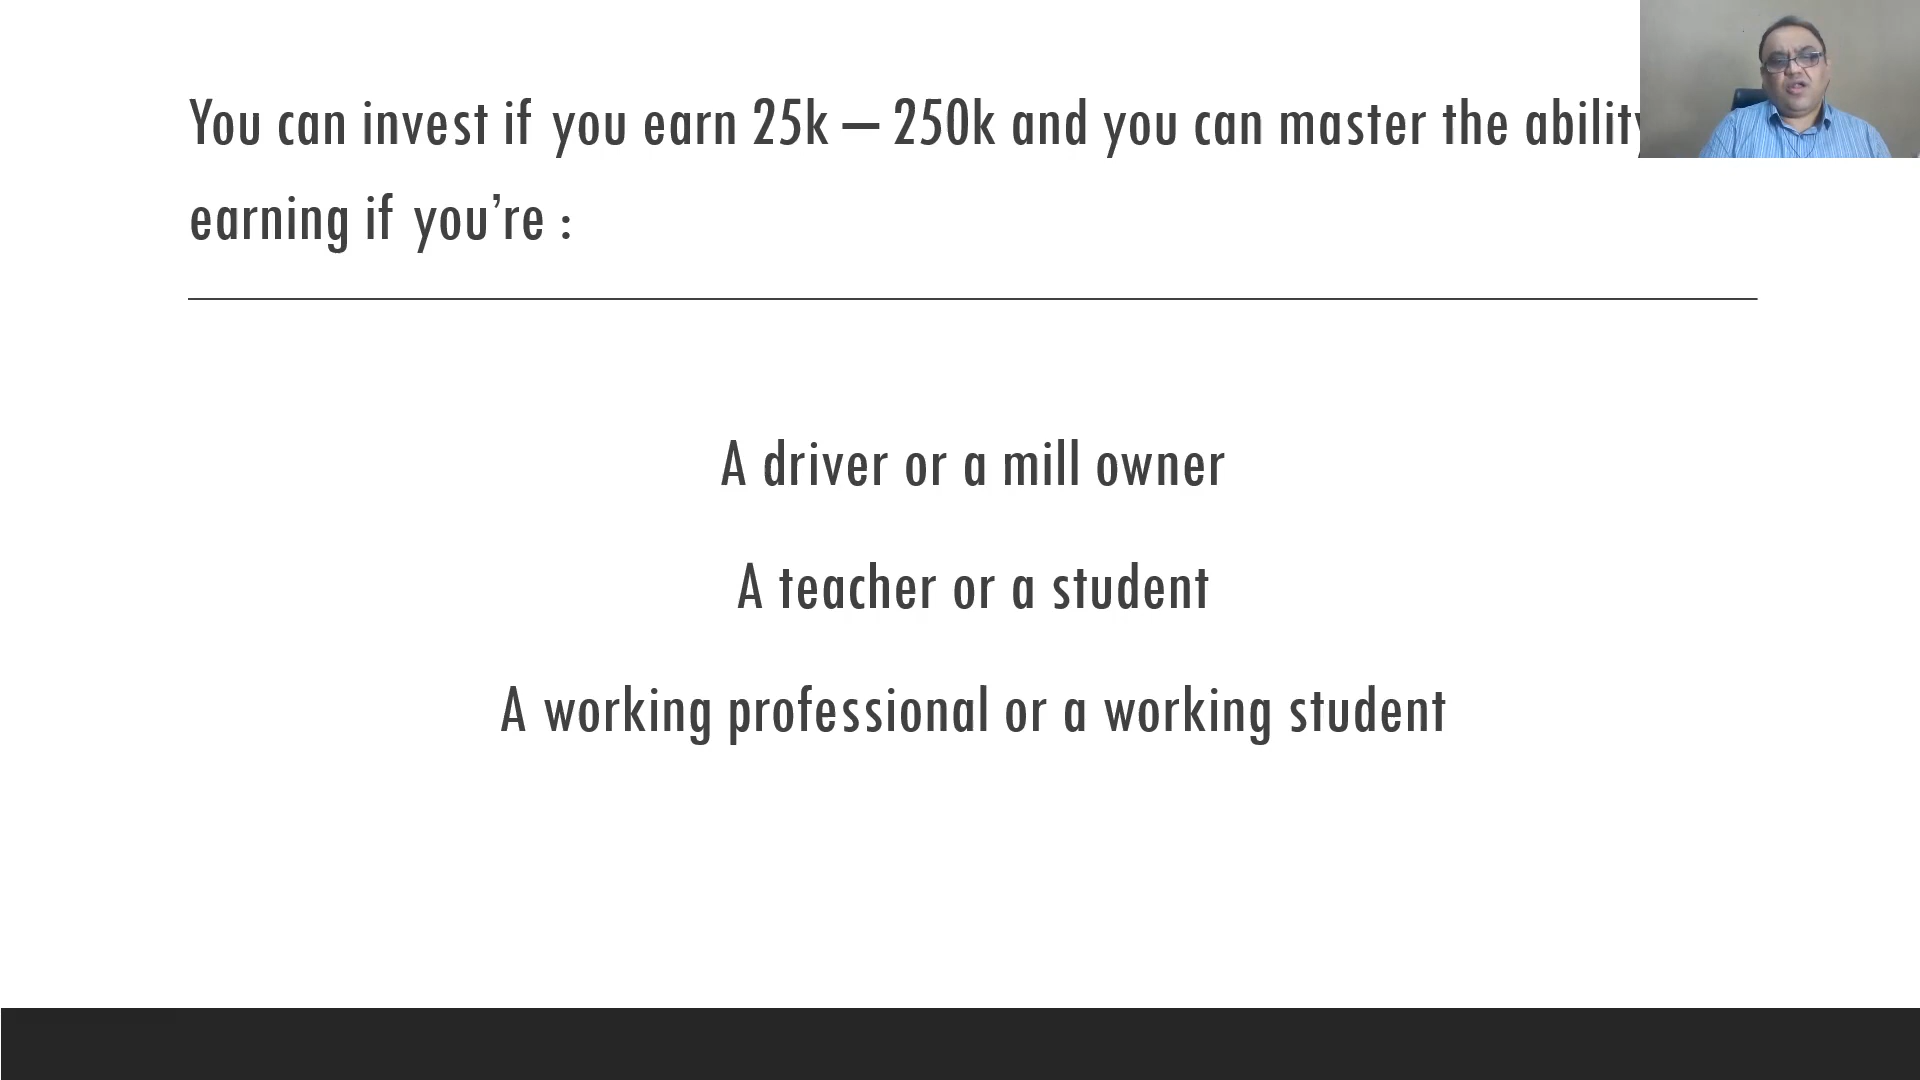 You can invest if you earn 25k – 250k and you can master the ability
earning if you’re :
A driver or a mill owner
A teacher or a student
A working professional or a working student